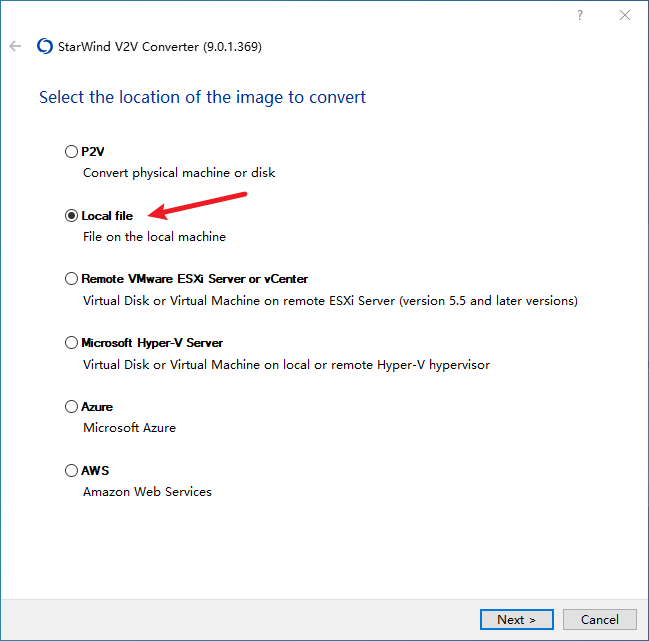 ?
StarWind V2V Converter (9.0.1.369)
Select the location of the image to convert
P2V
Convert physical machine or disk
Local file
File on the local machine
Remote VMware ESXi Server or vCenter
Virtual Disk or Virtual Machine on remote ESXi Server (version 5.5 and later versions)
Microsoft Hyper-V Server
Virtual Disk or Virtual Machine on local or remote Hyper-V hypervisor
Azure
Microsoft Azure
AWS
Amazon Web Services
Next > Cancel